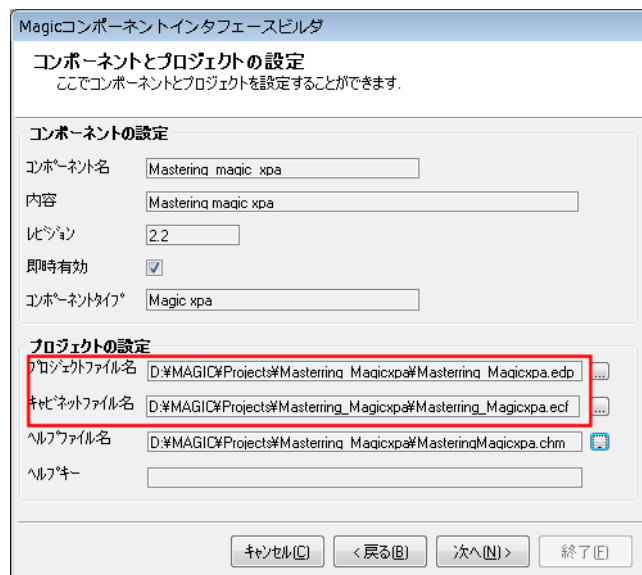 Magicコンポーネントインタフェースビルダ
コンポーネントとプロジェクトの設定
ここでコンポーネントとプロジェクトを設定することができます.
コンポーネントの設定
コンポーネント名 Mastering magic xpa
内容 Mastering magic xpa
レビジョン 2.2
即時有効
コンポーネントタイプ Magic xpa
プロジェクトの設定
プロジェクトファイル名 D:¥MAGIC¥Projects¥Masterring_Magicxpa¥Masterring_Magicxpa.edp ...
キャビネットファイル名 D:¥MAGIC¥Projects¥Masterring_Magicxpa¥Masterring_Magicxpa.ecf ...
ヘルプファイル名 D:¥MAGIC¥Projects¥Masterring_Magicxpa¥MasteringMagicxpa.chm ...
ヘルプキー
キャンセル(C) <戻る(B) 次へ(N)> 終了(F)